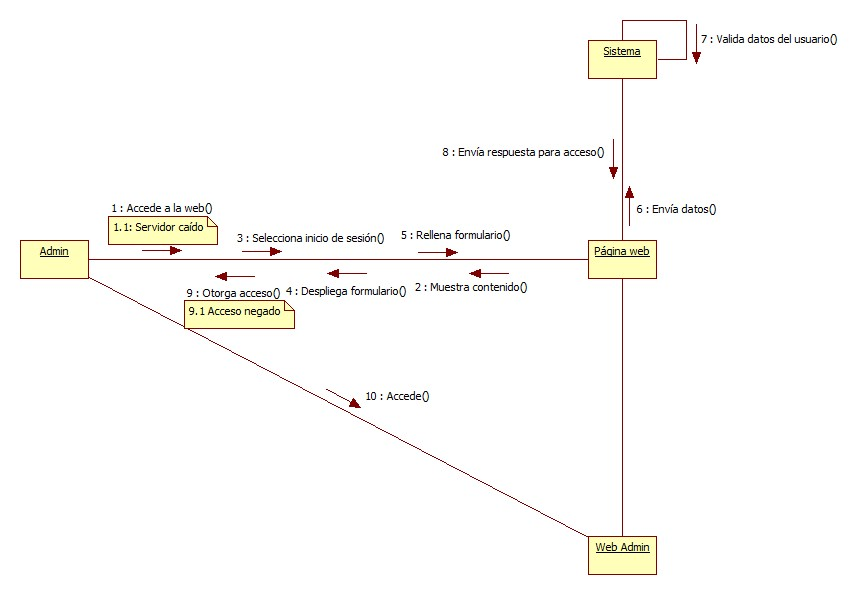 Sistema
7 : Valida datos del usuario()
8 : Envía respuesta para acceso()
6 : Envía datos()
1 : Accede a la web()
1.1: Servidor caído
3 : Selecciona inicio de sesión()
5 : Rellena formulario()
Admin
Página web
9 : Otorga acceso()
4 : Despliega formulario()
2 : Muestra contenido()
9.1 Acceso negado
10 : Accede()
Web Admin